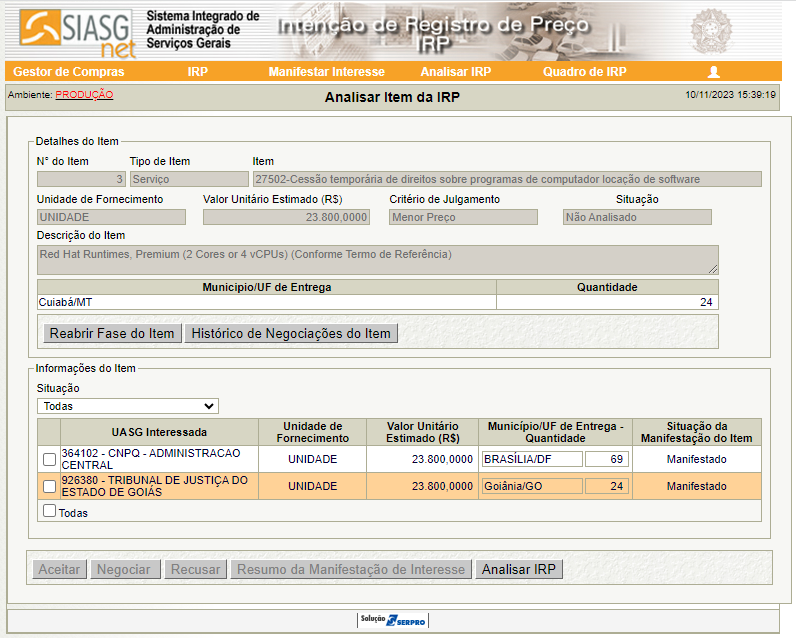 SIASG
net
Sistema Integrado de
Administração de
Serviços Gerais
Intenção de Registro de Preço
IRP
Gestor de Compras IRP Manifestar Interesse Analisar IRP Quadro de IRP
Ambiente: PRODUÇÃO Analisar Item da IRP 10/11/2023 15:39:19
Detalhes do Item
N° do Item Tipo de Item Item
3 Serviço 27502-Cessão temporária de direitos sobre programas de computador locação de software
Unidade de Fornecimento Valor Unitário Estimado (R$) Critério de Julgamento Situação
UNIDADE 23.800,0000 Menor Preço Não Analisado
Descrição do Item
Red Hat Runtimes, Premium (2 Cores or 4 vCPUs) (Conforme Termo de Referência)
Município/UF de Entrega Quantidade
Cuiabá/MT 24
Reabrir Fase do Item Histórico de Negociações do Item
Informações do Item
Situação
Todas
UASG Interessada Unidade de Fornecimento Valor Unitário Estimado (R$) Município/UF de Entrega - Quantidade Situação da Manifestação do Item
364102 - CNPQ - ADMINISTRACAO CENTRAL UNIDADE 23.800,0000 BRASÍLIA/DF 69 Manifestado
926380 - TRIBUNAL DE JUSTIÇA DO ESTADO DE GOIÁS UNIDADE 23.800,0000 Goiânia/GO 24 Manifestado
Todas
Aceitar Negociar Recusar Resumo da Manifestação de Interesse Analisar IRP
Solução SERPRO